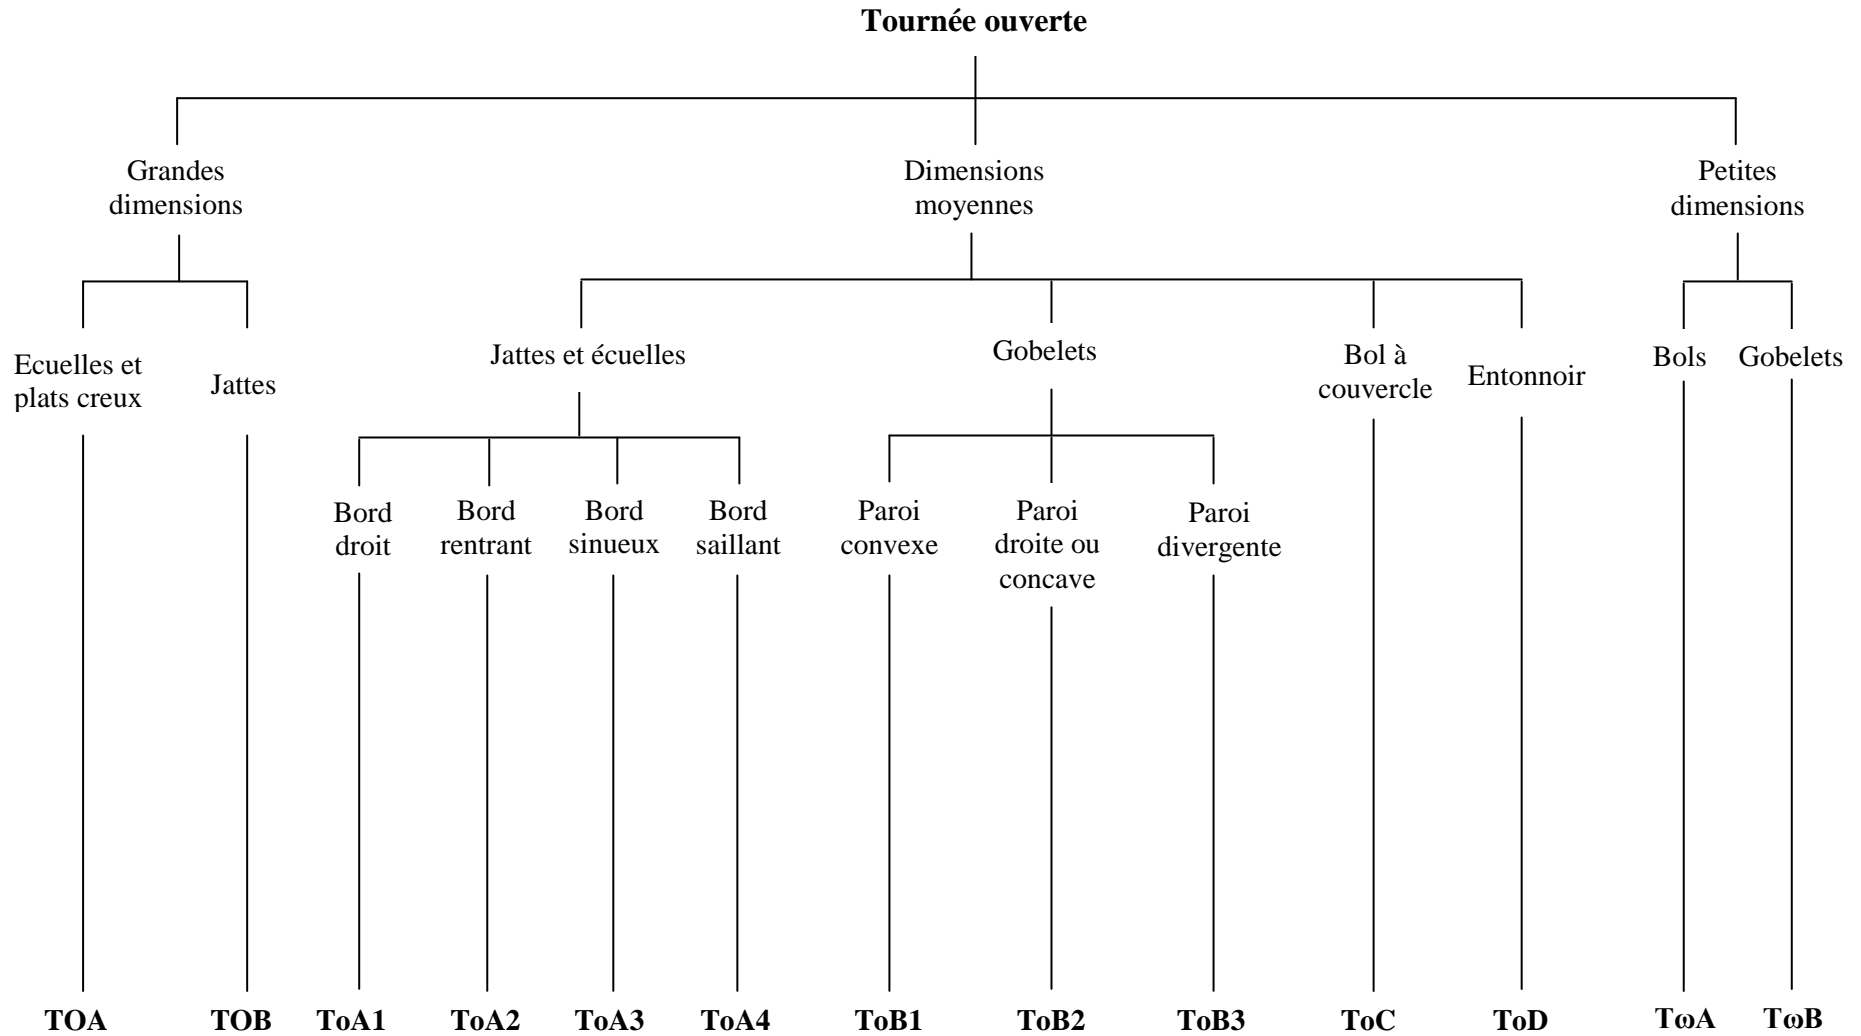 Tournée ouverte
Grandes
dimensions
Dimensions
moyennes
Petites
dimensions
Ecuelles et
plats creux
Jattes
Jattes et écuelles
Gobelets
Bol à
couvercle
Entonnoir
Bols
Gobelets
Bord
droit
Bord
rentrant
Bord
sinueux
Bord
saillant
Paroi
convexe
Paroi
droite ou
concave
Paroi
divergente
TOA
TOB
ToA1
ToA2
ToA3
ToA4
ToB1
ToB2
ToB3
ToC
ToD
TωA
TωB